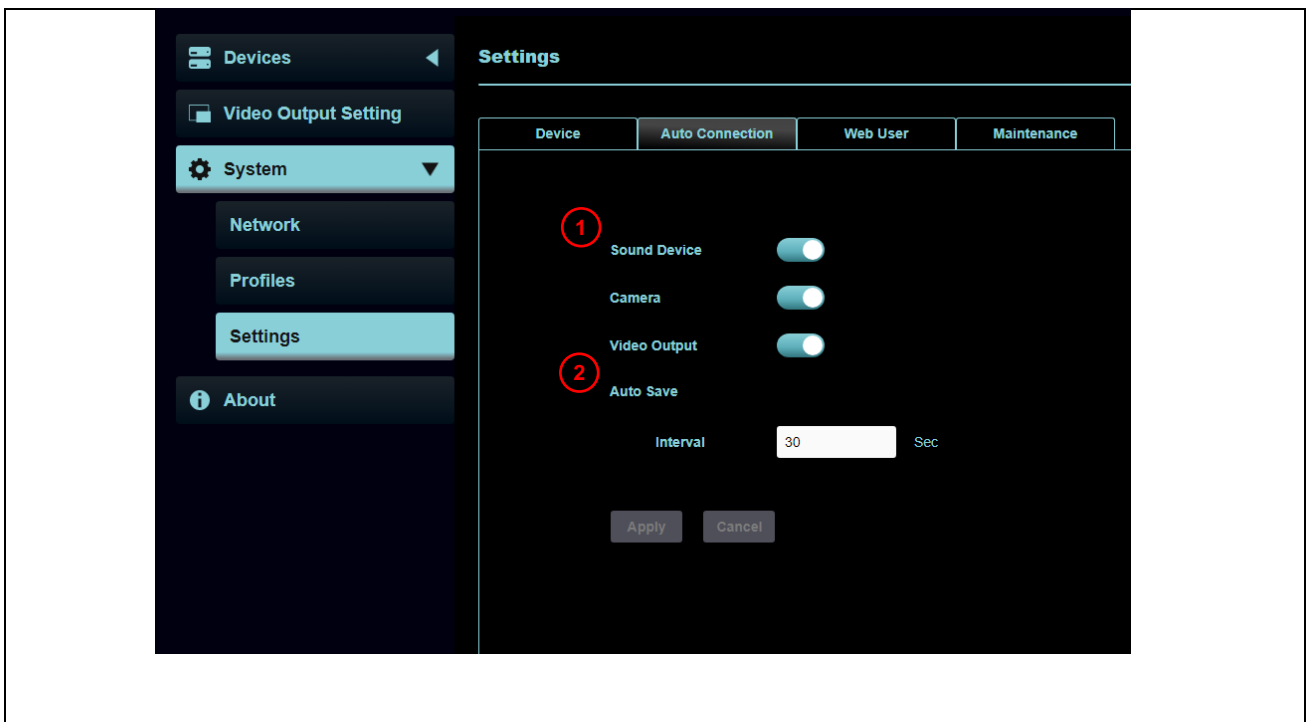 Devices
Video Output Setting
System
Network
Profiles
Settings
About
Settings
Device Auto Connection Web User Maintenance
1
Sound Device
Camera
Video Output
2
Auto Save
Interval 30 Sec
Apply Cancel